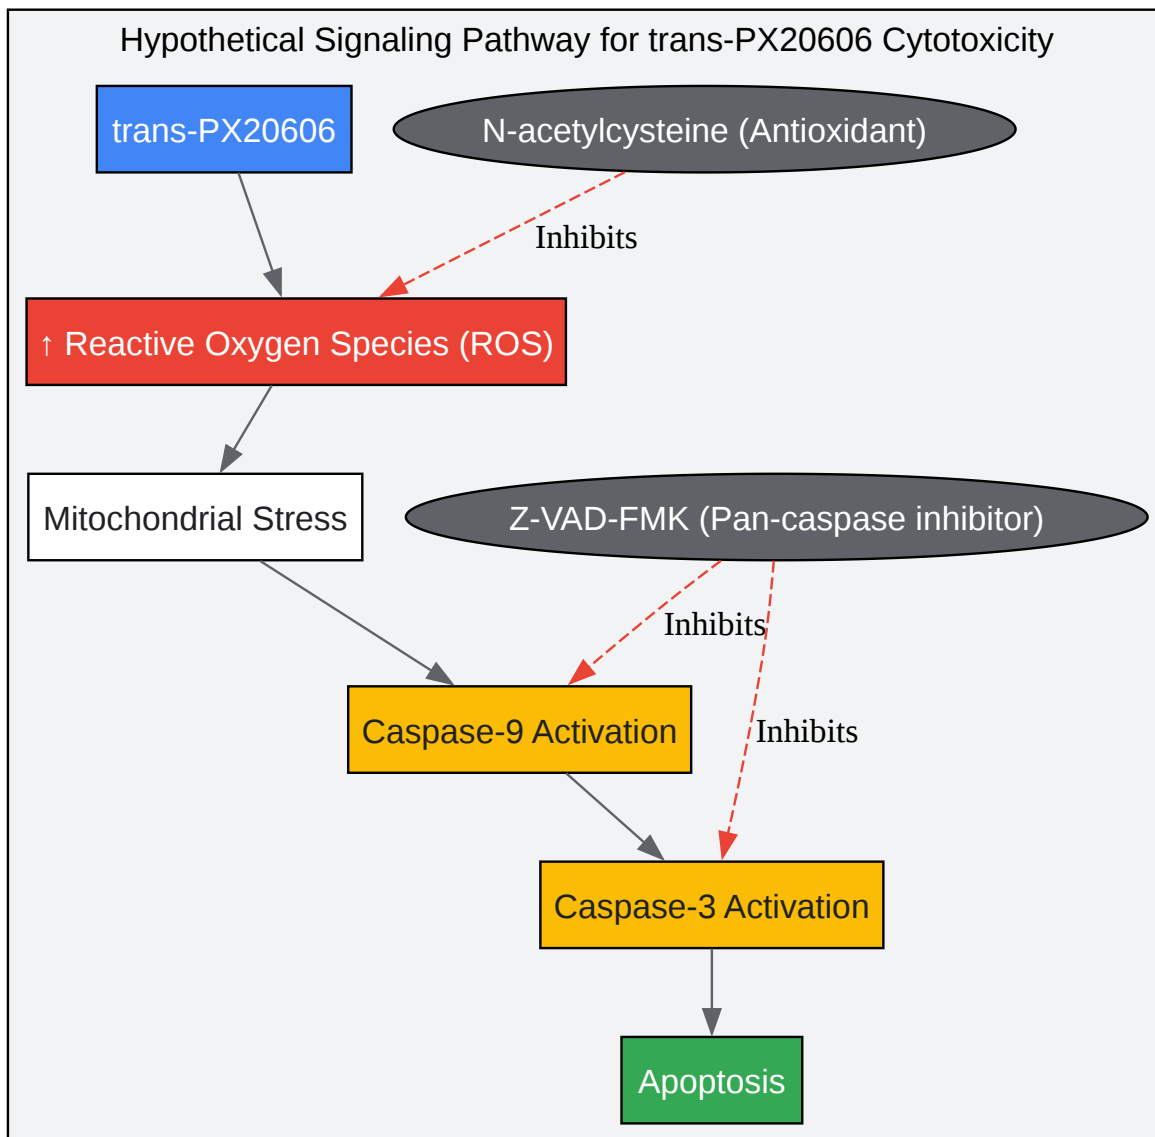 Hypothetical Signaling Pathway for trans-PX20606 Cytotoxicity
trans-PX20606
N-acetylcysteine (Antioxidant)
Inhibits
↑ Reactive Oxygen Species (ROS)
Mitochondrial Stress
Z-VAD-FMK (Pan-caspase inhibitor)
Inhibits
Caspase-9 Activation
Inhibits
Caspase-3 Activation
Apoptosis